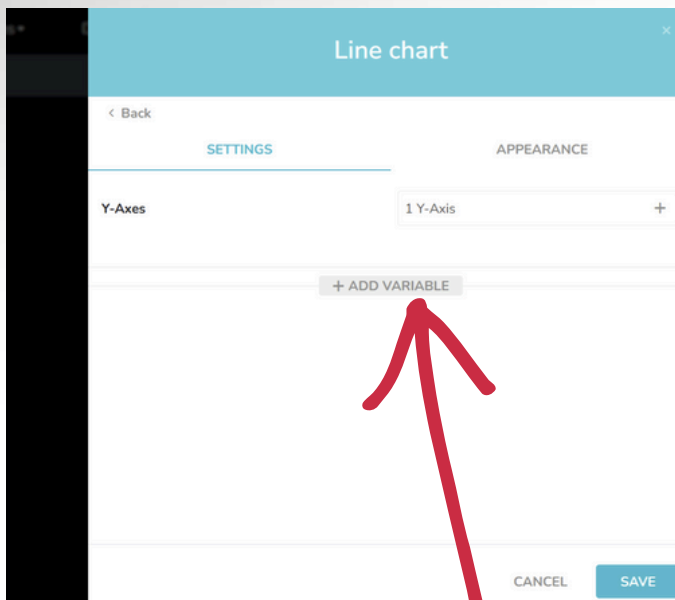 Line chart
< Back
SETTINGS
APPEARANCE
Y-Axes
1 Y-Axis +
+ ADD VARIABLE
CANCEL
SAVE